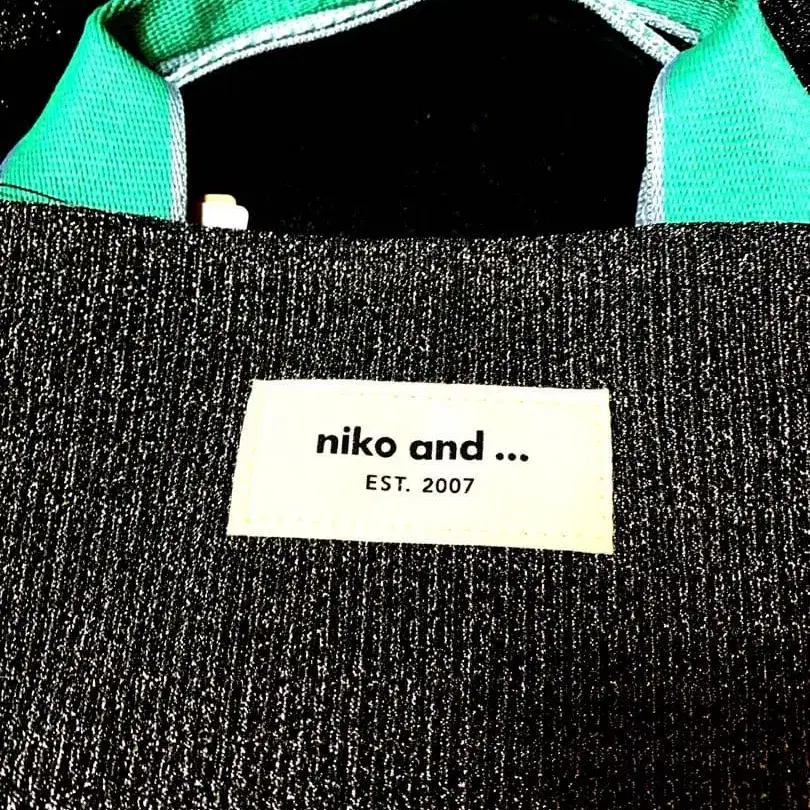 niko and ...
EST. 2007